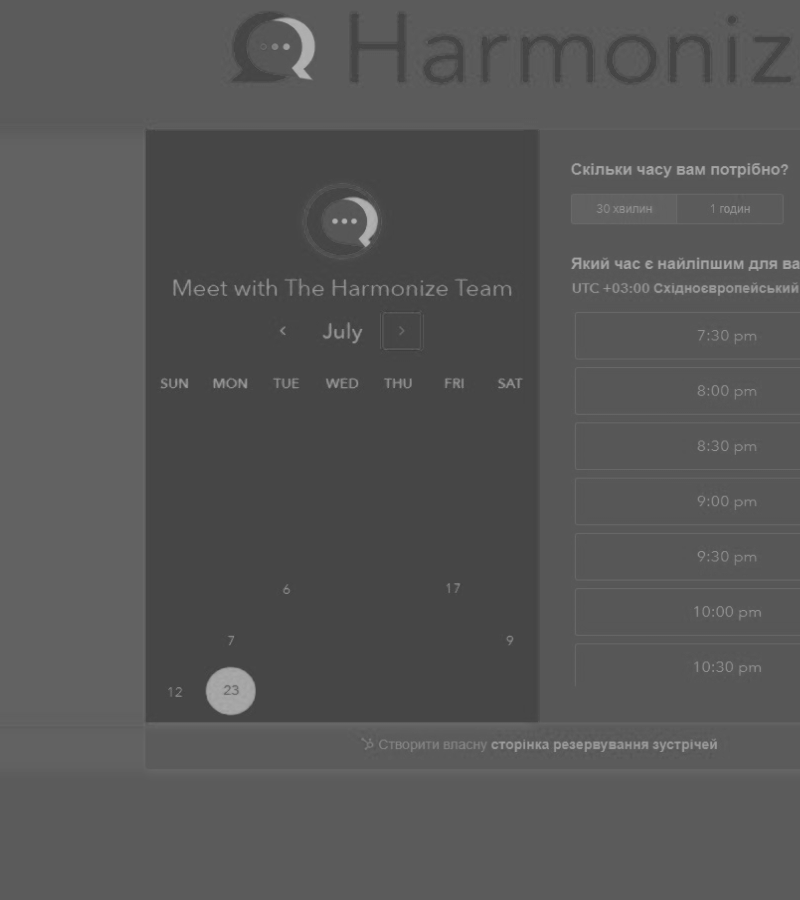 Harmoniz
Meet with The Harmonize Team
‹ July ›
SUN MON TUE WED THU FRI SAT
6 17
7 9
12 23
Скільки часу вам потрібно?
30 хвилин 1 годин
Який час є найліпшим для ва
UTC +03:00 Східноєвропейський
7:30 pm
8:00 pm
8:30 pm
9:00 pm
9:30 pm
10:00 pm
10:30 pm
Створити власну сторінка резервування зустрічей